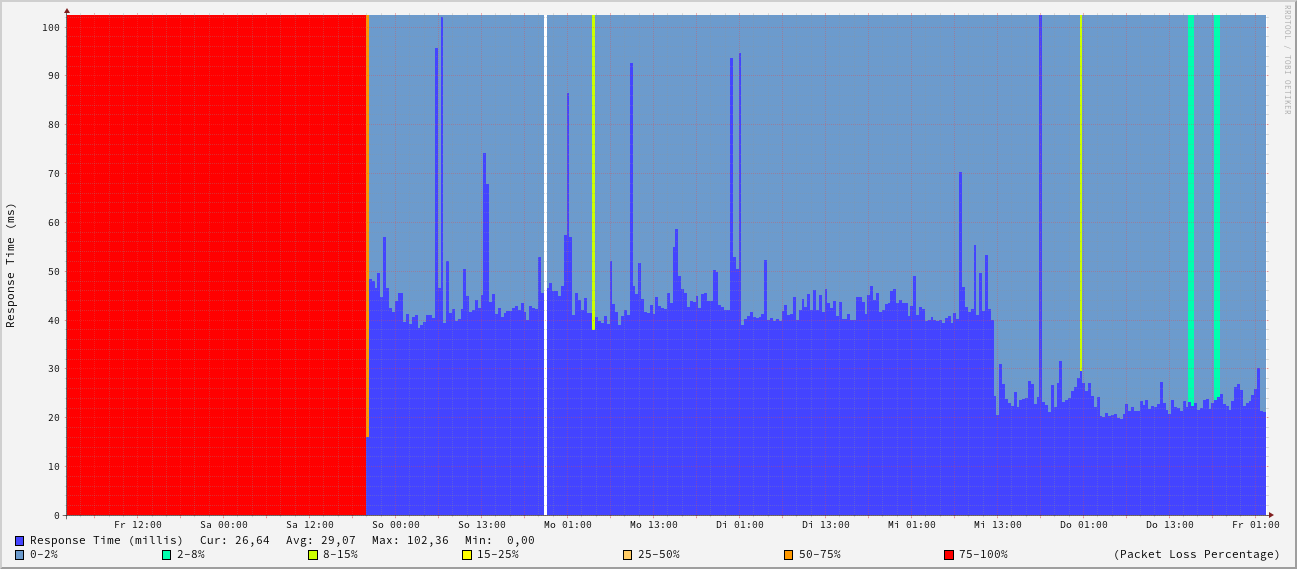 RRDTOOL / TOBI OETIKER
Response Time (ms)
100
90
80
70
60
50
40
30
20
10
0
Fr 12:00 Sa 00:00 Sa 12:00 So 00:00 So 13:00 Mo 01:00 Mo 13:00 Di 01:00 Di 13:00 Mi 01:00 Mi 13:00 Do 01:00 Do 13:00 Fr 01:00
Response Time (millis) Cur: 26,64 Avg: 29,07 Max: 102,36 Min: 0,00
0-2% 2-8% 8-15% 15-25% 25-50% 50-75% 75-100% (Packet Loss Percentage)